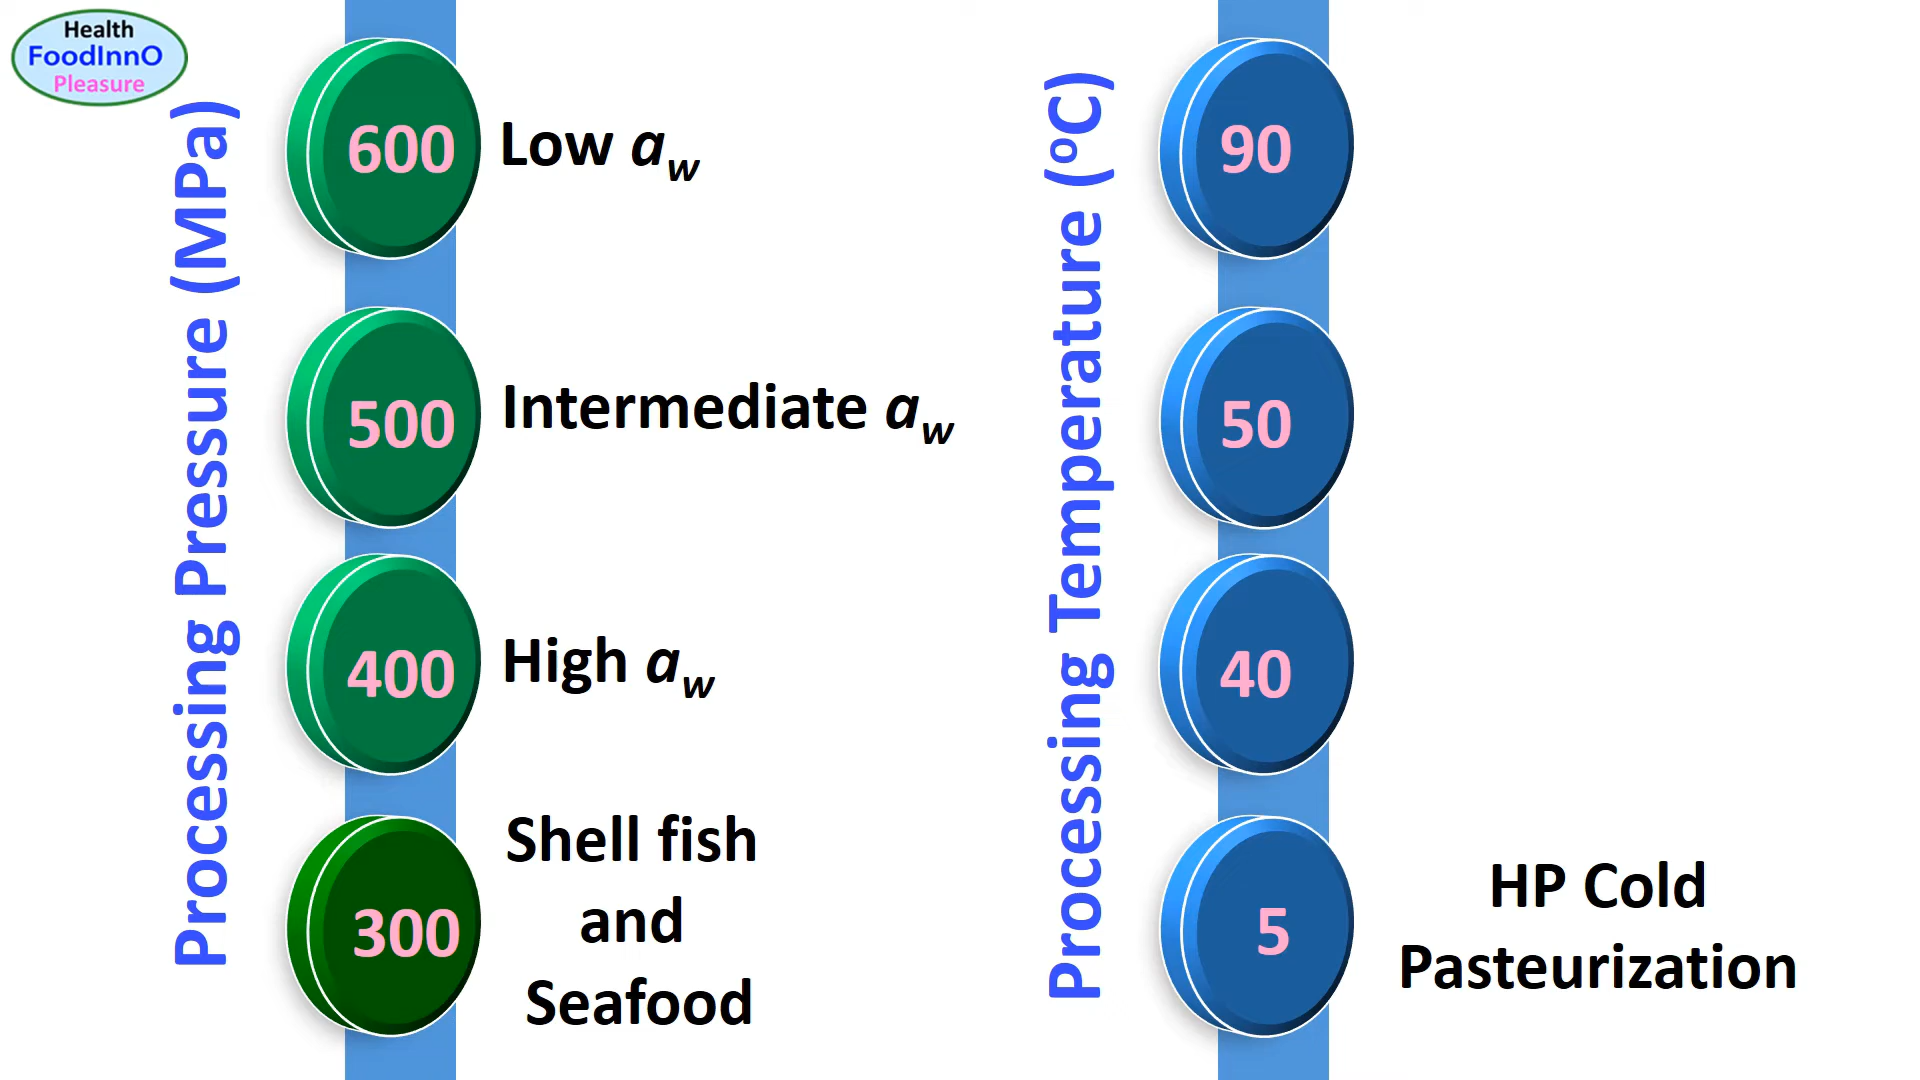 Health
FoodInnO
Pleasure
Processing Pressure (MPa)
600
Low aw
500
Intermediate aw
400
High aw
300
Shell fish
and
Seafood
Processing Temperature (oC)
90
50
40
5
HP Cold
Pasteurization